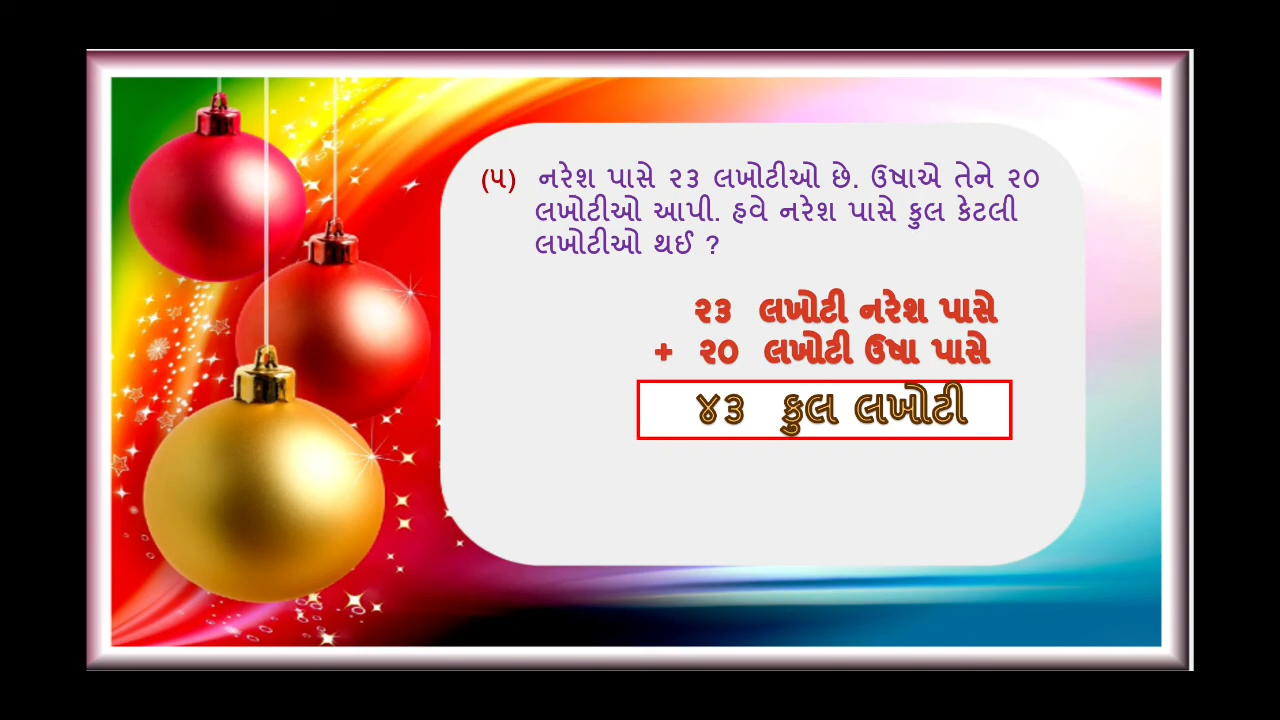 (૫) નરેશ પાસે ૨૩ લખોટીઓ છે. ઉષાએ તેને ૨૦
લખોટીઓ આપી. હવે નરેશ પાસે કુલ કેટલી
લખોટીઓ થઈ ?
૨૩ લખોટી નરેશ પાસે
+ ૨૦ લખોટી ઉષા પાસે
૪૩ કુલ લખોટી